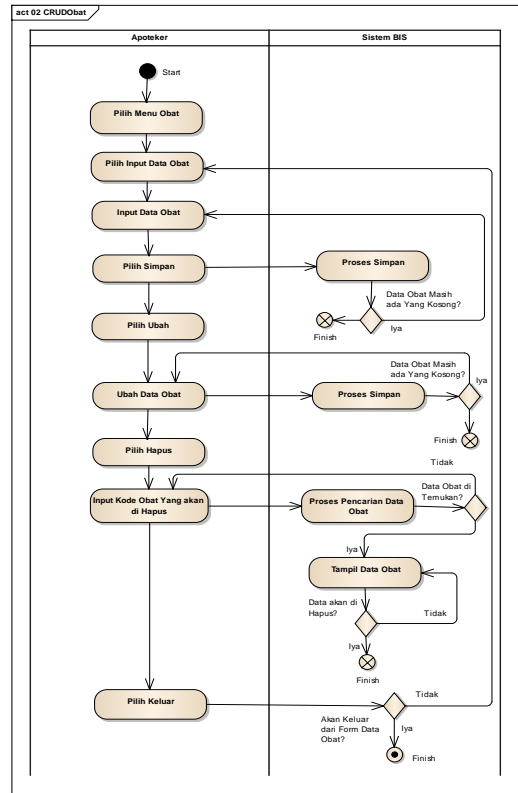 act 02 CRUDObat
Apoteker
Sistem BIS
Start
Pilih Menu Obat
Pilih Input Data Obat
Input Data Obat
Pilih Simpan
Proses Simpan
Data Obat Masih
ada Yang Kosong?
Iya
Finish
Pilih Ubah
Data Obat Masih
ada Yang Kosong?
Iya
Ubah Data Obat
Proses Simpan
Finish
Pilih Hapus
Tidak
Data Obat di
Temukan?
Input Kode Obat Yang akan
di Hapus
Proses Pencarian Data
Obat
Iya
Tampil Data Obat
Data akan di
Hapus?
Tidak
Iya
Finish
Pilih Keluar
Tidak
Akan Keluar
dari Form Data
Obat?
Iya
Finish